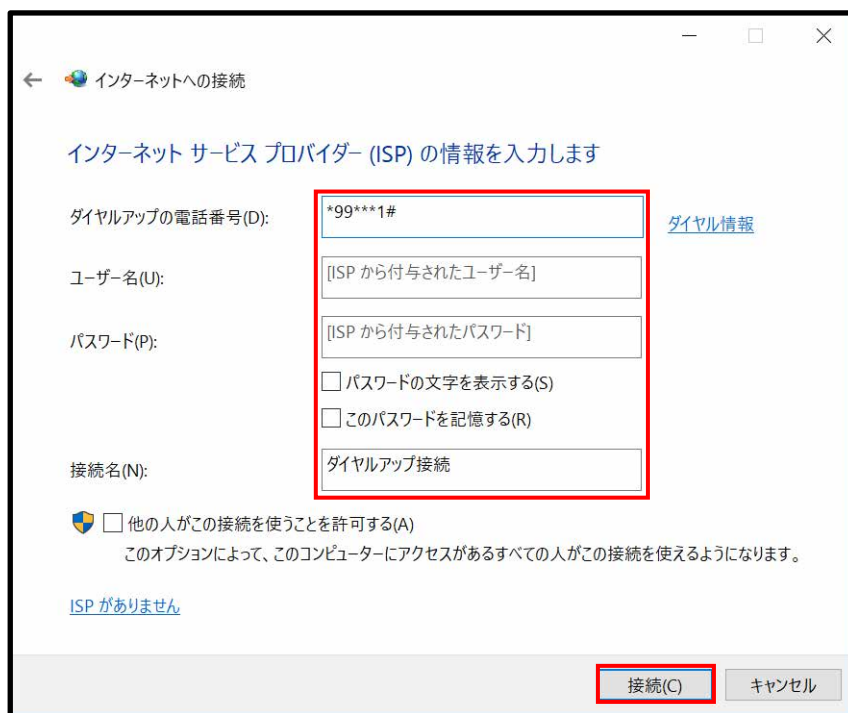 インターネットへの接続
インターネット サービス プロバイダー (ISP) の情報を入力します
ダイヤルアップの電話番号(D):
*99***1#
ダイヤル情報
ユーザー名(U):
[ISP から付与されたユーザー名]
パスワード(P):
[ISP から付与されたパスワード]
パスワードの文字を表示する(S)
このパスワードを記憶する(R)
接続名(N):
ダイヤルアップ接続
他の人がこの接続を使うことを許可する(A)
このオプションによって、このコンピューターにアクセスがあるすべての人がこの接続を使えるようになります。
ISP がありません
接続(C)
キャンセル